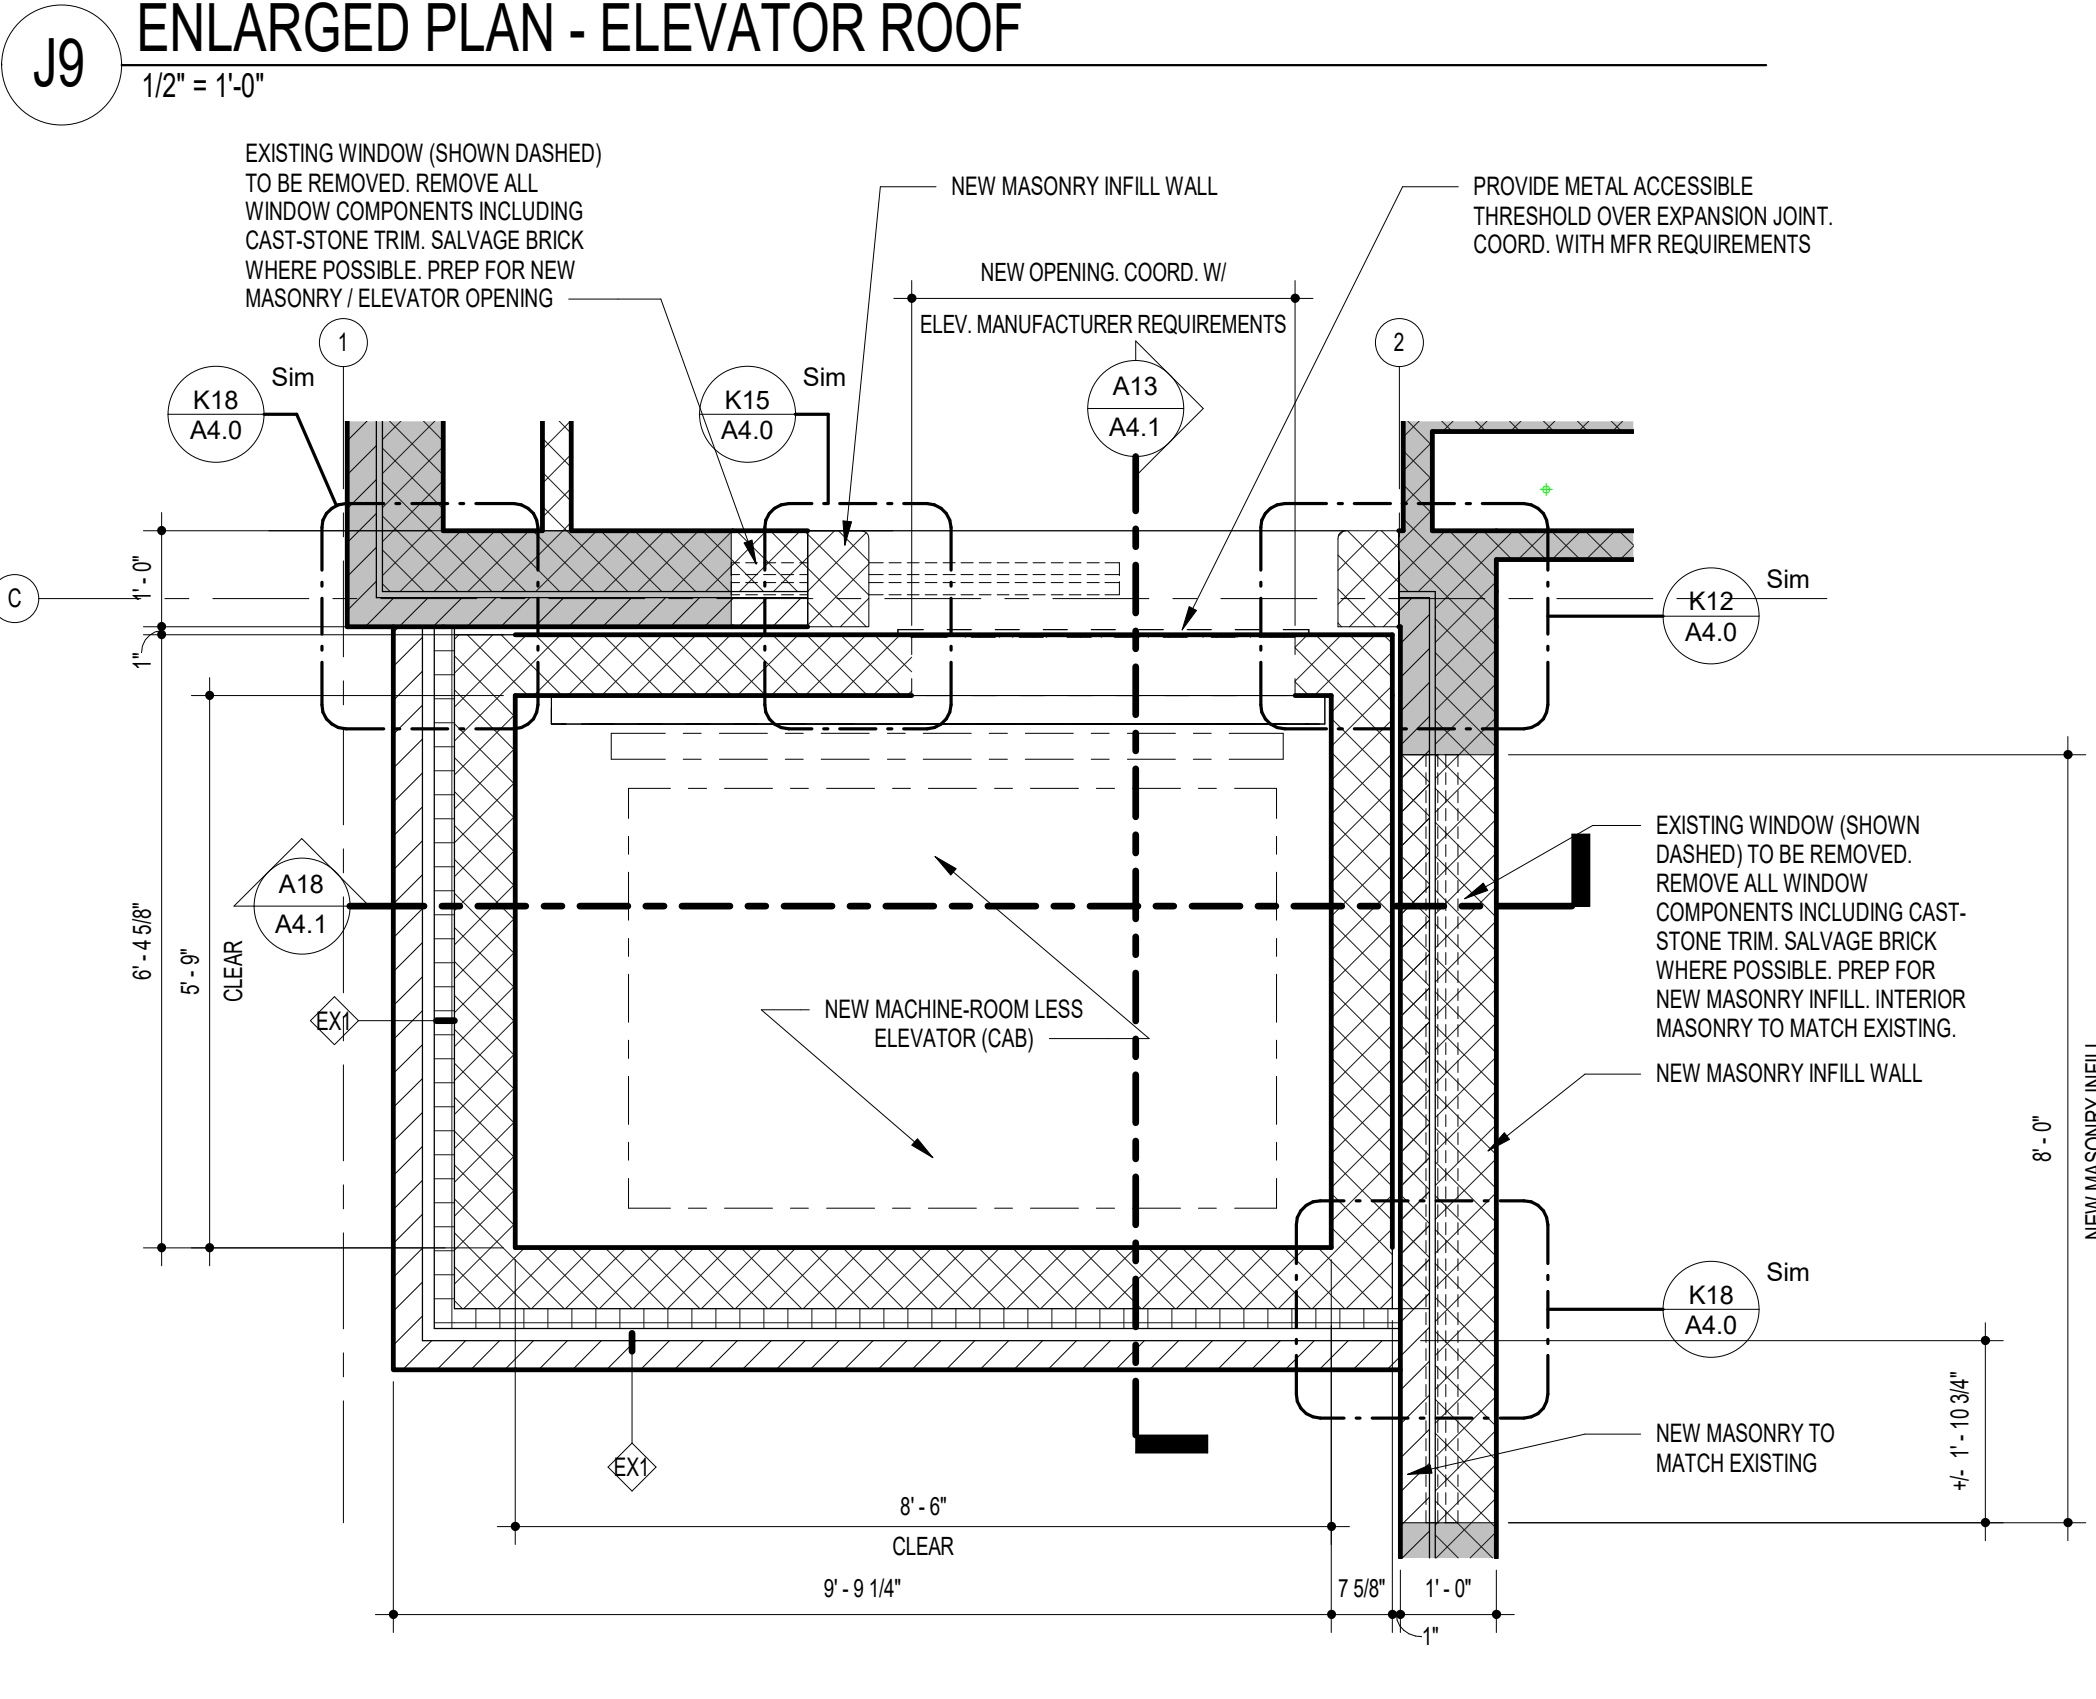 J9
ENLARGED PLAN - ELEVATOR ROOF
1/2" = 1'-0"
EXISTING WINDOW (SHOWN DASHED)
TO BE REMOVED. REMOVE ALL
WINDOW COMPONENTS INCLUDING
CAST-STONE TRIM. SALVAGE BRICK
WHERE POSSIBLE. PREP FOR NEW
MASONRY / ELEVATOR OPENING
NEW MASONRY INFILL WALL
PROVIDE METAL ACCESSIBLE
THRESHOLD OVER EXPANSION JOINT.
COORD. WITH MFR REQUIREMENTS
NEW OPENING. COORD. W/
ELEV. MANUFACTURER REQUIREMENTS
1
2
K18
A4.0
Sim
K15
A4.0
Sim
A13
A4.1
C
1' - 0"
1"
K12
A4.0
Sim
A18
A4.1
6' - 4 5/8"
5' - 9"
CLEAR
EX1
NEW MACHINE-ROOM LESS
ELEVATOR (CAB)
EXISTING WINDOW (SHOWN
DASHED) TO BE REMOVED.
REMOVE ALL WINDOW
COMPONENTS INCLUDING CAST-
STONE TRIM. SALVAGE BRICK
WHERE POSSIBLE. PREP FOR
NEW MASONRY INFILL. INTERIOR
MASONRY TO MATCH EXISTING.
NEW MASONRY INFILL WALL
8' - 0"
NEW MASONRY INFILL
K18
A4.0
Sim
+/- 1' - 10 3/4"
NEW MASONRY TO
MATCH EXISTING
EX1
8' - 6"
CLEAR
9' - 9 1/4"
7 5/8"
1' - 0"
1"